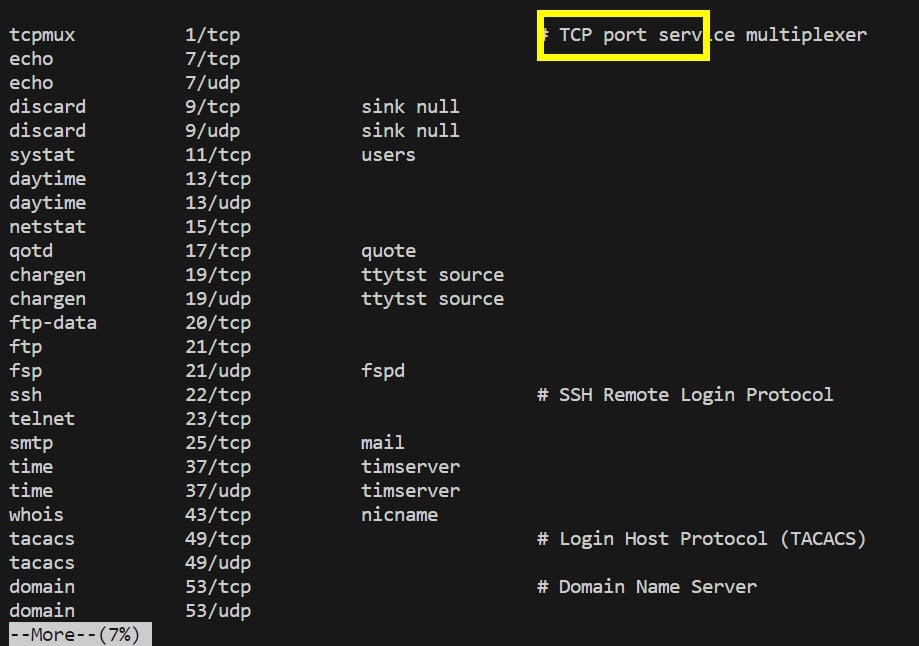 tcpmux 1/tcp # TCP port service multiplexer
echo 7/tcp
echo 7/udp
discard 9/tcp sink null
discard 9/udp sink null
systat 11/tcp users
daytime 13/tcp
daytime 13/udp
netstat 15/tcp
qotd 17/tcp quote
chargen 19/tcp ttytst source
chargen 19/udp ttytst source
ftp-data 20/tcp
ftp 21/tcp
fsp 21/udp fspd
ssh 22/tcp # SSH Remote Login Protocol
telnet 23/tcp
smtp 25/tcp mail
time 37/tcp timserver
time 37/udp timserver
whois 43/tcp nicname
tacacs 49/tcp # Login Host Protocol (TACACS)
tacacs 49/udp
domain 53/tcp # Domain Name Server
domain 53/udp
--More--(7%)